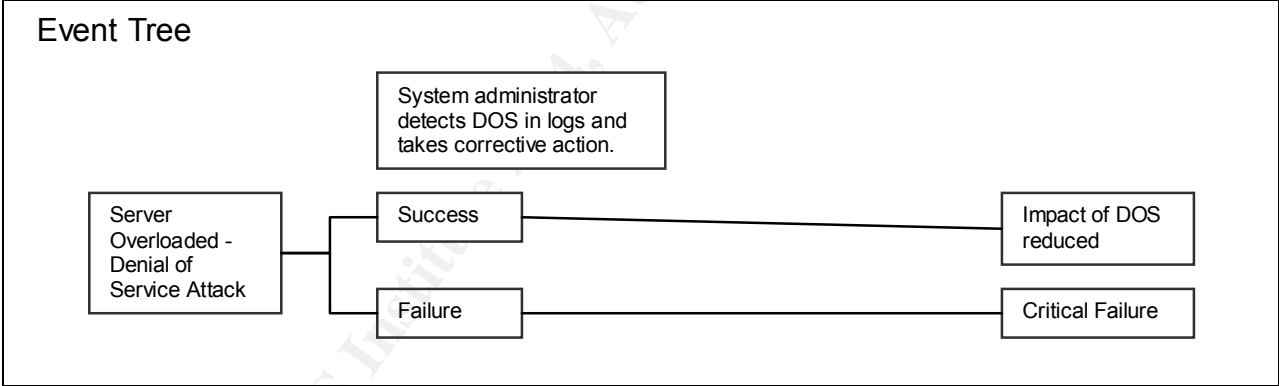 Event Tree
System administrator
detects DOS in logs and
takes corrective action.
Server
Overloaded -
Denial of
Service Attack
Success
Impact of DOS
reduced
Failure
Critical Failure